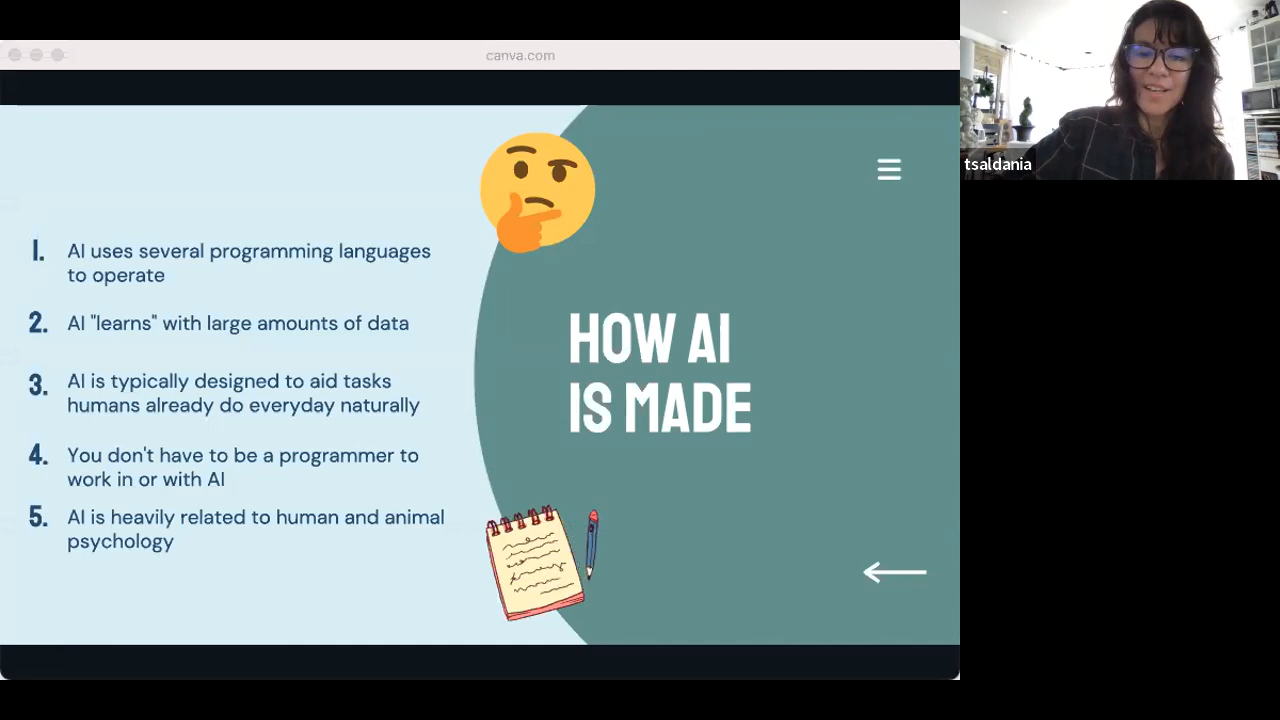 canva.com
tsaldania
1. AI uses several programming languages
to operate
2. AI "learns" with large amounts of data
3. AI is typically designed to aid tasks
humans already do everyday naturally
4. You don't have to be a programmer to
work in or with AI
5. AI is heavily related to human and animal
psychology
HOW AI
IS MADE